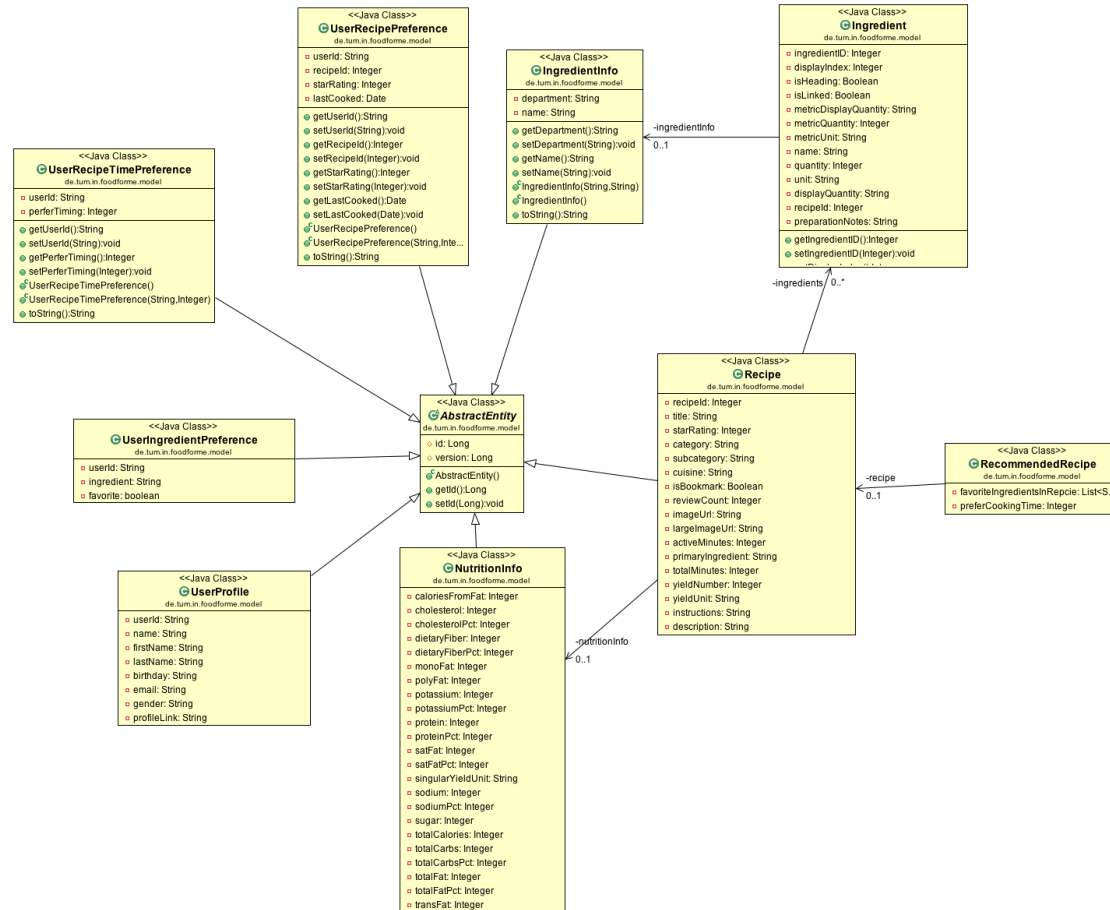 <<Java Class>>
UserRecipePreference
de.tum.in.foodforme.model
userId: String
recipeId: Integer
starRating: Integer
lastCooked: Date
getUserId():String
setUserId(String):void
getRecipeId():Integer
setRecipeId(Integer):void
getStarRating():Integer
setStarRating(Integer):void
getLastCooked():Date
setLastCooked(Date):void
UserRecipePreference()
UserRecipePreference(String,Inte...
toString():String
<<Java Class>>
IngredientInfo
de.tum.in.foodforme.model
department: String
name: String
getDepartment():String
setDepartment(String):void
getName():String
setName(String):void
IngredientInfo(String,String)
IngredientInfo()
toString():String
-ingredientInfo
0..1
<<Java Class>>
Ingredient
de.tum.in.foodforme.model
ingredientID: Integer
displayIndex: Integer
isHeading: Boolean
isLinked: Boolean
metricDisplayQuantity: String
metricQuantity: Integer
metricUnit: String
name: String
quantity: Integer
unit: String
displayQuantity: String
recipeId: Integer
preparationNotes: String
getIngredientID():Integer
setIngredientID(Integer):void
-ingredients
0..*
<<Java Class>>
UserRecipeTimePreference
de.tum.in.foodforme.model
userId: String
perferTiming: Integer
getUserId():String
setUserId(String):void
getPerferTiming():Integer
setPerferTiming(Integer):void
UserRecipeTimePreference()
UserRecipeTimePreference(String,Integer)
toString():String
<<Java Class>>
AbstractEntity
de.tum.in.foodforme.model
id: Long
version: Long
AbstractEntity()
getId():Long
setId(Long):void
<<Java Class>>
Recipe
de.tum.in.foodforme.model
recipeId: Integer
title: String
starRating: Integer
category: String
subcategory: String
cuisine: String
isBookmark: Boolean
reviewCount: Integer
imageUrl: String
largeImageUrl: String
activeMinutes: Integer
primaryIngredient: String
totalMinutes: Integer
yieldNumber: Integer
yieldUnit: String
instructions: String
description: String
-recipe
0..1
<<Java Class>>
RecommendedRecipe
de.tum.in.foodforme.model
favoriteIngredientsInRepcie: List<S...
preferCookingTime: Integer
<<Java Class>>
UserIngredientPreference
de.tum.in.foodforme.model
userId: String
ingredient: String
favorite: boolean
<<Java Class>>
UserProfile
de.tum.in.foodforme.model
userId: String
name: String
firstName: String
lastName: String
birthday: String
email: String
gender: String
profileLink: String
<<Java Class>>
NutritionInfo
de.tum.in.foodforme.model
caloriesFromFat: Integer
cholesterol: Integer
cholesterolPct: Integer
dietaryFiber: Integer
dietaryFiberPct: Integer
monoFat: Integer
polyFat: Integer
potassium: Integer
potassiumPct: Integer
protein: Integer
proteinPct: Integer
satFat: Integer
satFatPct: Integer
singularYieldUnit: String
sodium: Integer
sodiumPct: Integer
sugar: Integer
totalCalories: Integer
totalCarbs: Integer
totalCarbsPct: Integer
totalFat: Integer
totalFatPct: Integer
transFat: Integer
-nutritionInfo
0..1